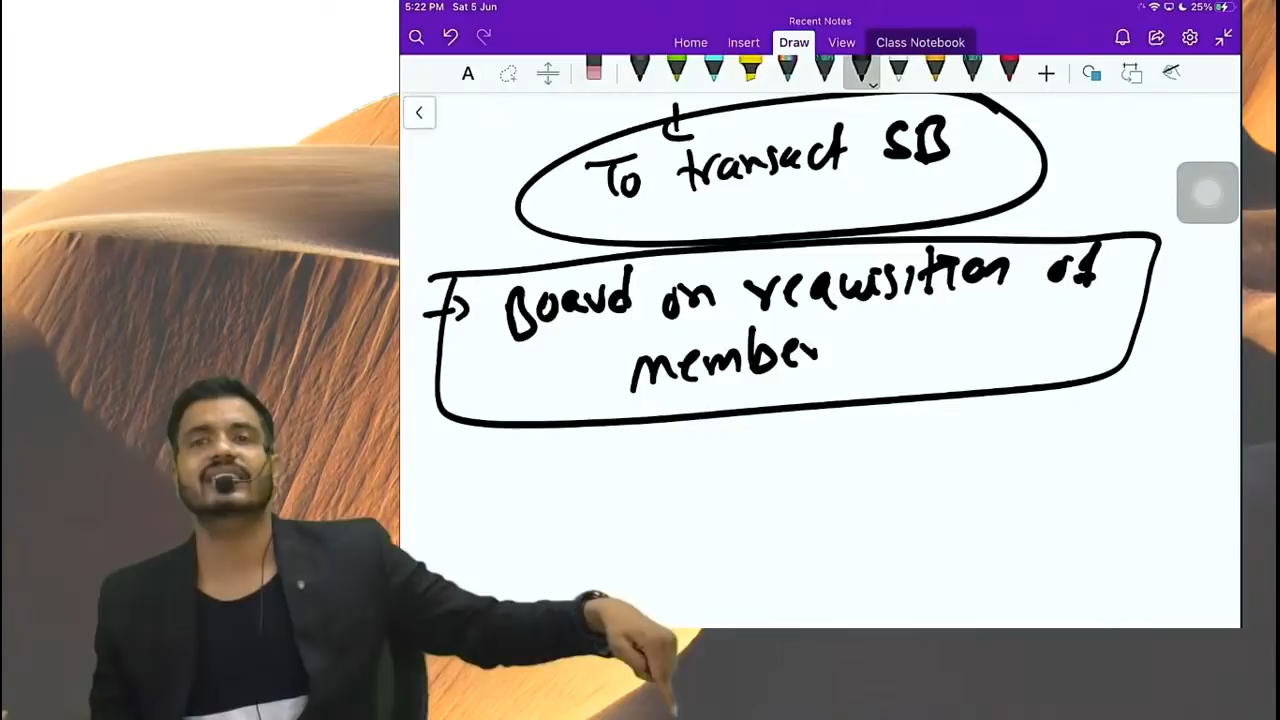 5:22 PM Sat 5 Jun
25%
Recent Notes
Home Insert Draw View Class Notebook
A
To transact SB
→ Board on requisition of
member